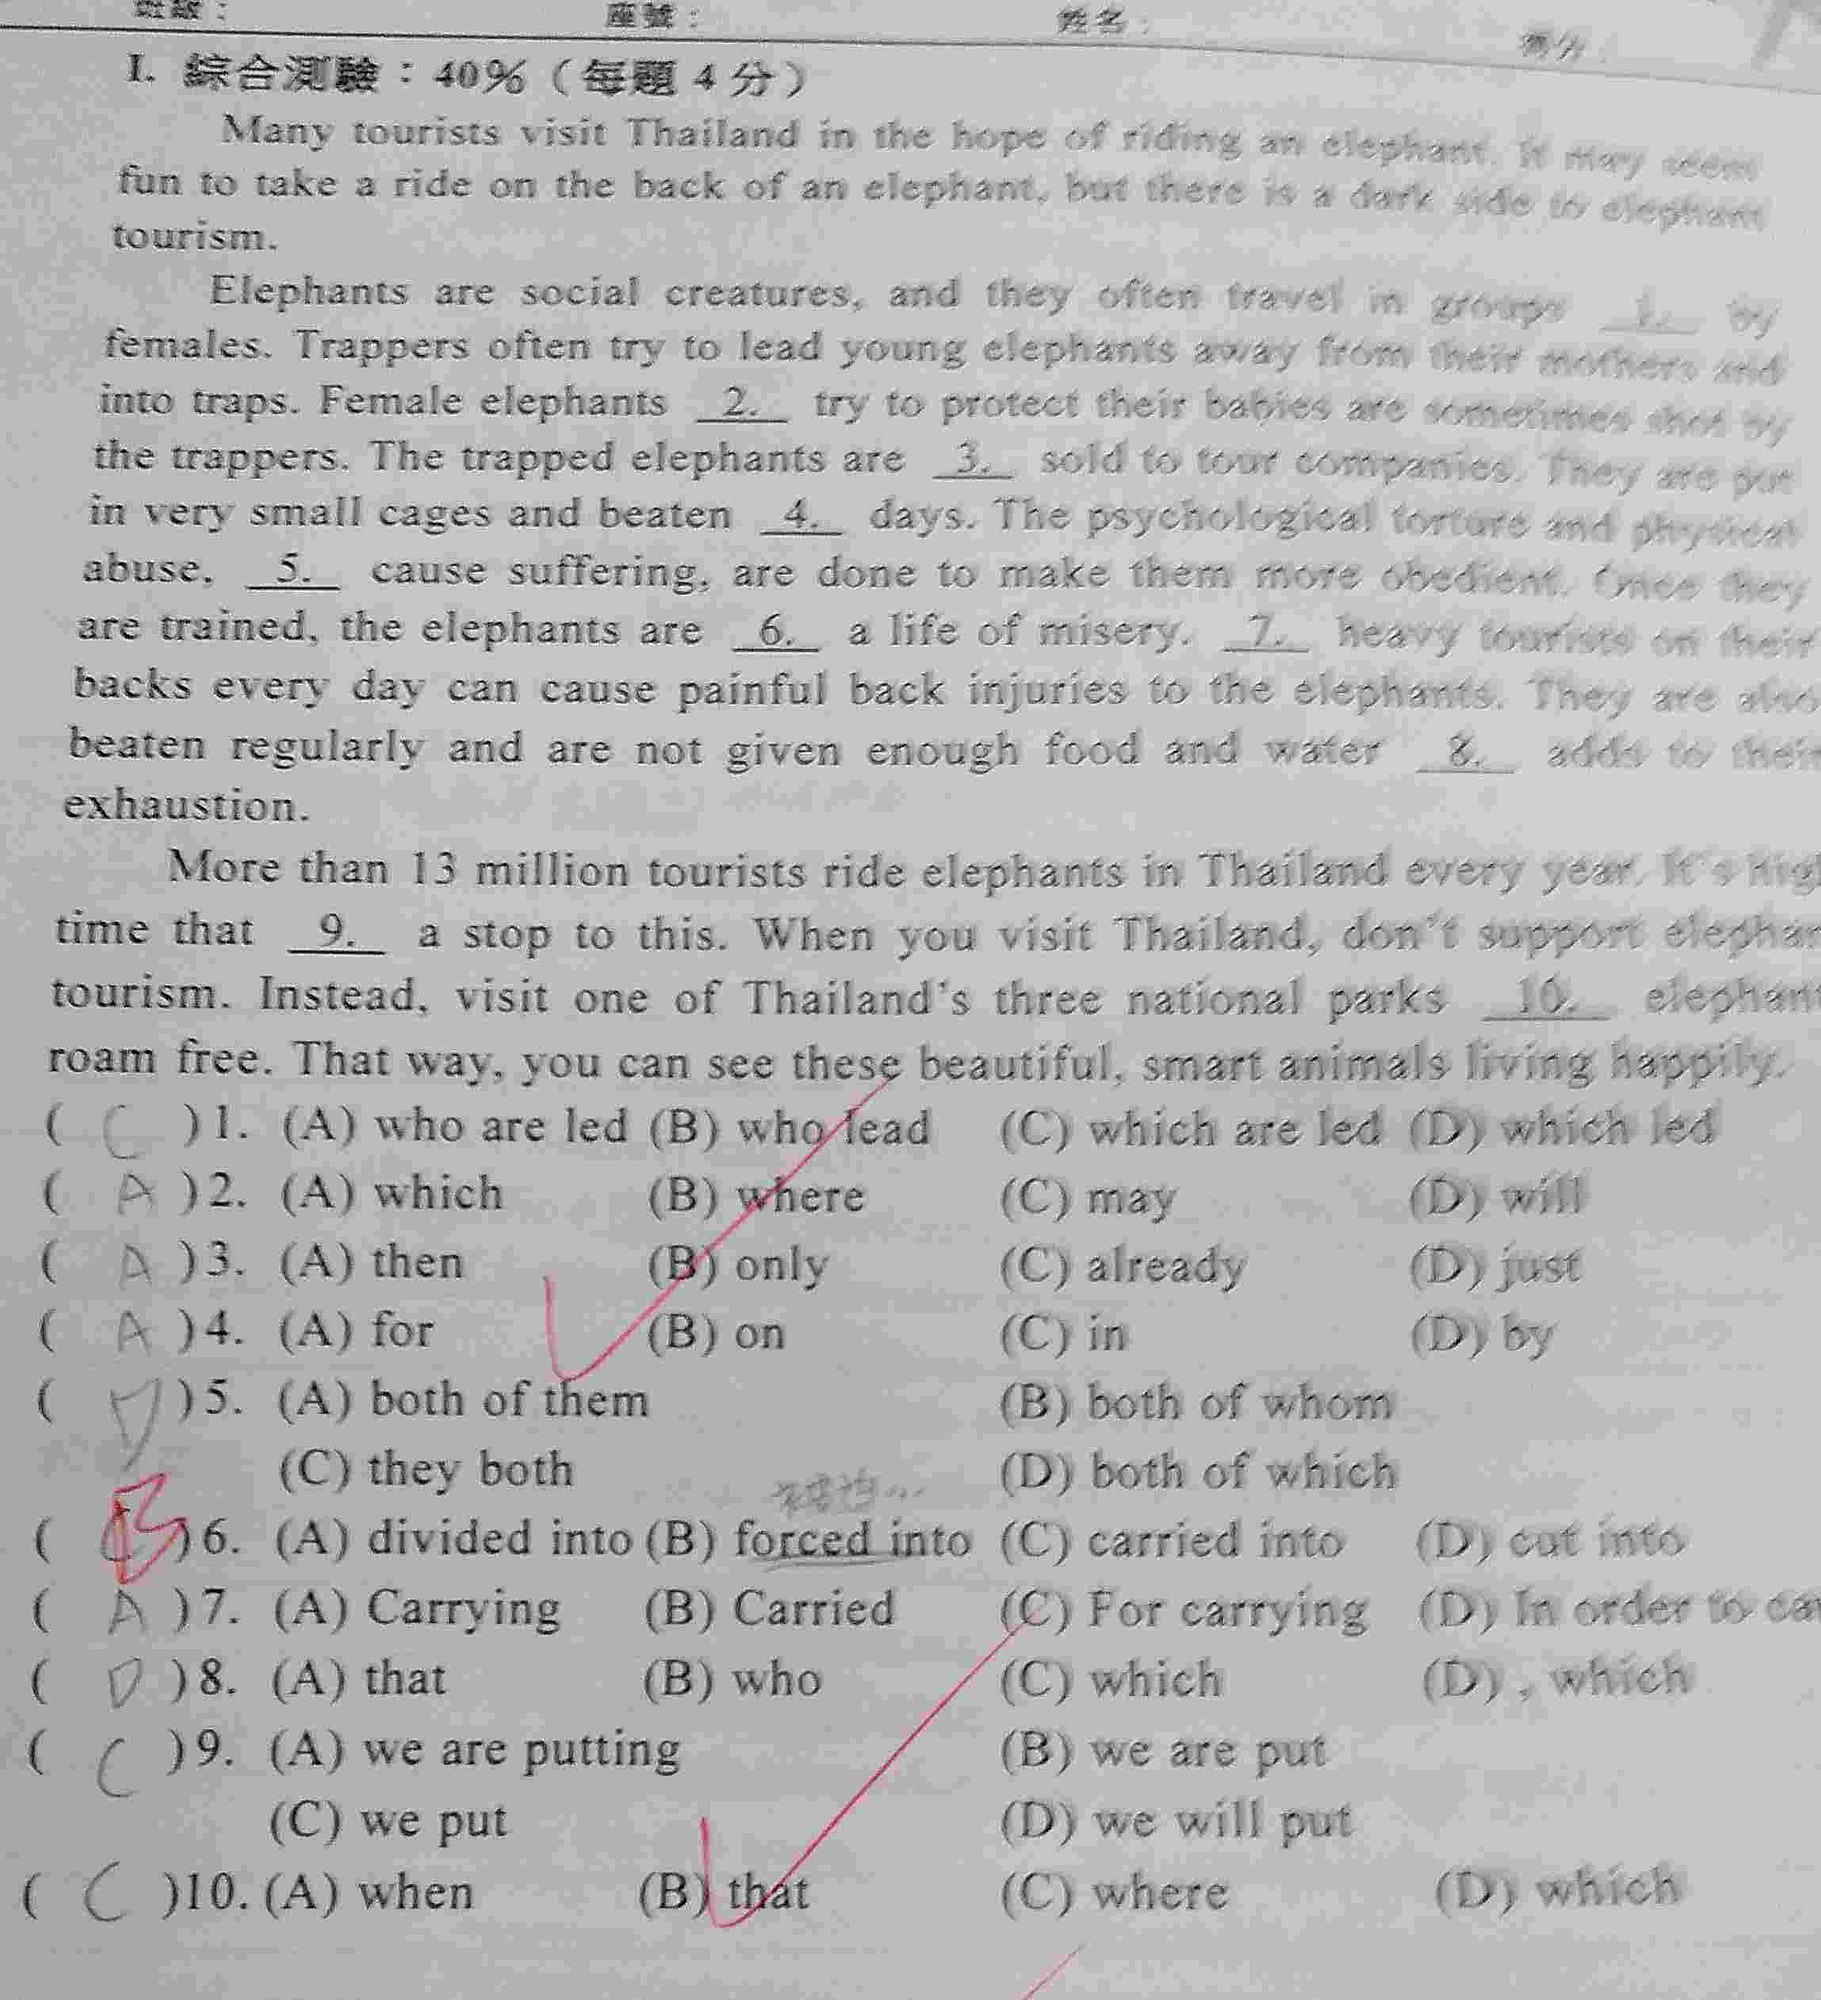 班級： 座號： 姓名： 得分
I. 綜合測驗：40%（每題 4 分）
Many tourists visit Thailand in the hope of riding an elephant. It may seem
fun to take a ride on the back of an elephant, but there is a dark side to elephant
tourism.
Elephants are social creatures, and they often travel in groups 1. by
females. Trappers often try to lead young elephants away from their mothers and
into traps. Female elephants 2. try to protect their babies are sometimes shot by
the trappers. The trapped elephants are 3. sold to tour companies. They are put
in very small cages and beaten 4. days. The psychological torture and physical
abuse, 5. cause suffering, are done to make them more obedient. Once they
are trained, the elephants are 6. a life of misery. 7. heavy tourists on their
backs every day can cause painful back injuries to the elephants. They are also
beaten regularly and are not given enough food and water 8. adds to their
exhaustion.
More than 13 million tourists ride elephants in Thailand every year. It's hig
time that 9. a stop to this. When you visit Thailand, don't support elephan
tourism. Instead, visit one of Thailand's three national parks 10. elephant
roam free. That way, you can see these beautiful, smart animals living happily.
( C )1. (A) who are led (B) who lead (C) which are led (D) which led
( A )2. (A) which (B) where (C) may (D) will
( A )3. (A) then (B) only (C) already (D) just
( A )4. (A) for (B) on (C) in (D) by
( D )5. (A) both of them (B) both of whom
(C) they both (D) both of which
( B )6. (A) divided into (B) forced into (C) carried into (D) cut into
( A )7. (A) Carrying (B) Carried (C) For carrying (D) In order to ca
( D )8. (A) that (B) who (C) which (D) , which
( C )9. (A) we are putting (B) we are put
(C) we put (D) we will put
( C )10. (A) when (B) that (C) where (D) which